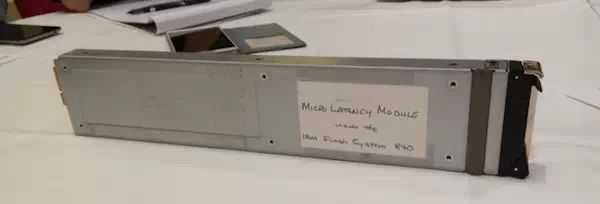 MICRO LATENCY MODULE
inside the
IBM Flash System 840